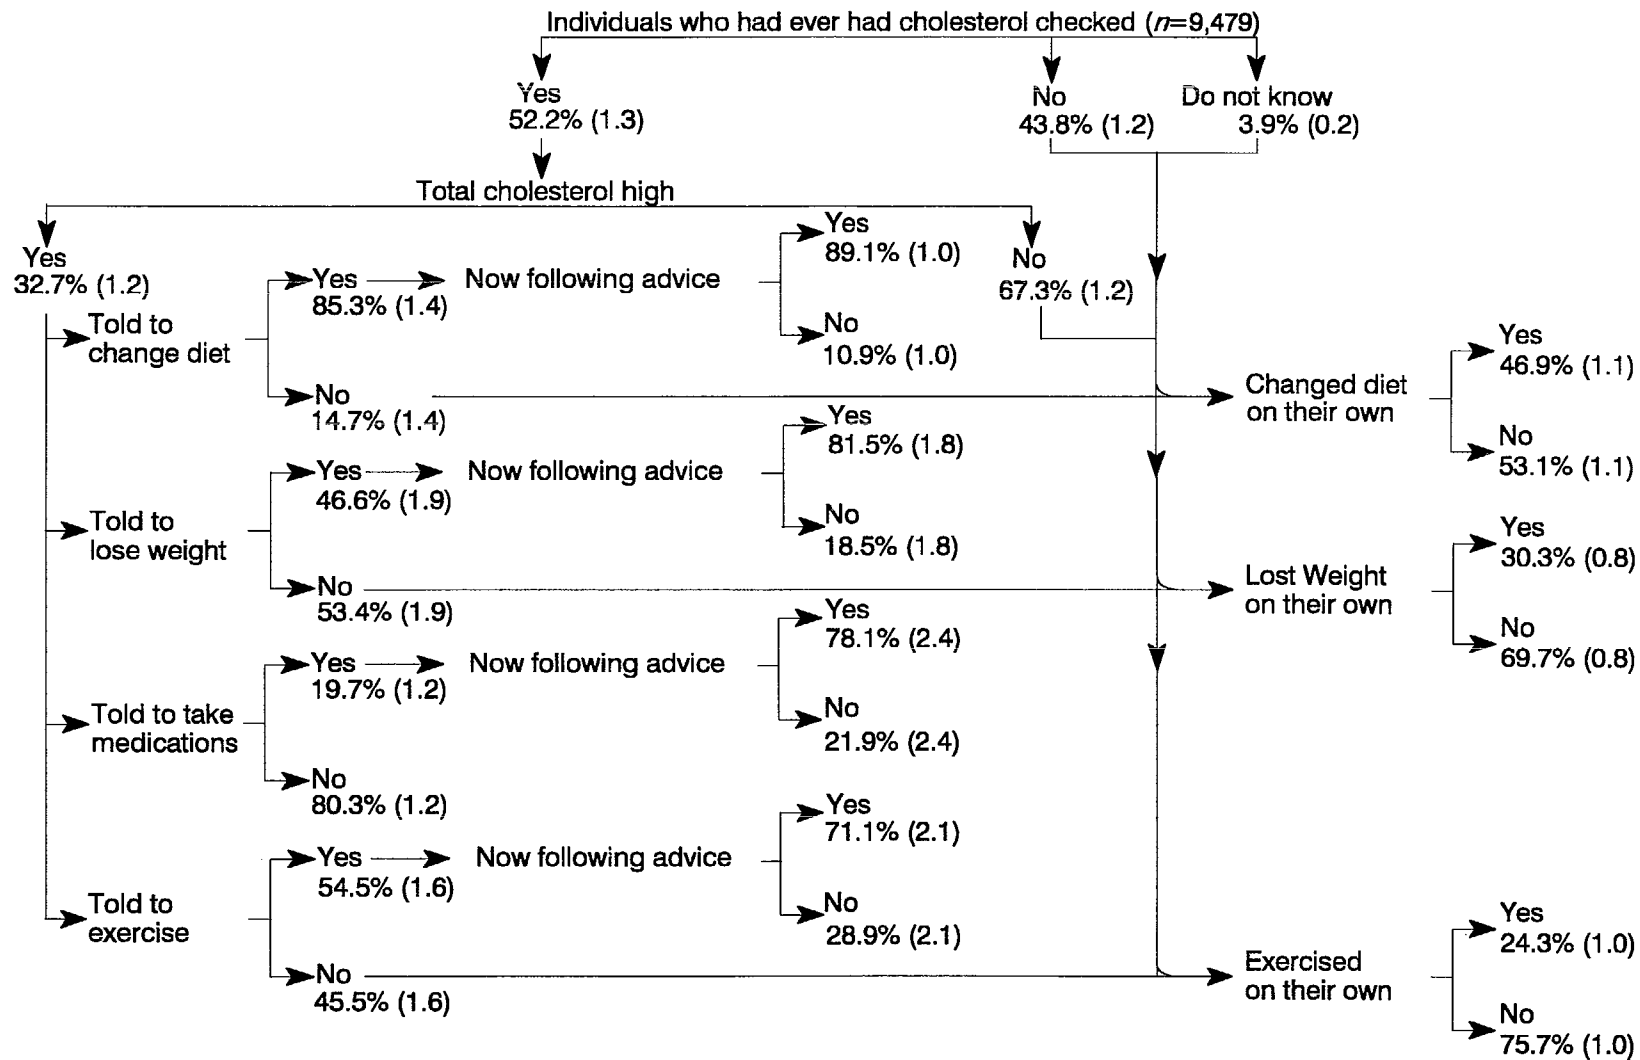 Individuals who had ever had cholesterol checked (n=9,479)
Yes
52.2% (1.3)
No
43.8% (1.2)
Do not know
3.9% (0.2)
Total cholesterol high
Yes
32.7% (1.2)
No
67.3% (1.2)
Told to
change diet
Yes
85.3% (1.4)
Now following advice
Yes
89.1% (1.0)
No
10.9% (1.0)
No
14.7% (1.4)
Changed diet
on their own
Yes
46.9% (1.1)
No
53.1% (1.1)
Told to
lose weight
Yes
46.6% (1.9)
Now following advice
Yes
81.5% (1.8)
No
18.5% (1.8)
No
53.4% (1.9)
Lost Weight
on their own
Yes
30.3% (0.8)
No
69.7% (0.8)
Told to take
medications
Yes
19.7% (1.2)
Now following advice
Yes
78.1% (2.4)
No
21.9% (2.4)
No
80.3% (1.2)
Told to
exercise
Yes
54.5% (1.6)
Now following advice
Yes
71.1% (2.1)
No
28.9% (2.1)
No
45.5% (1.6)
Exercised
on their own
Yes
24.3% (1.0)
No
75.7% (1.0)